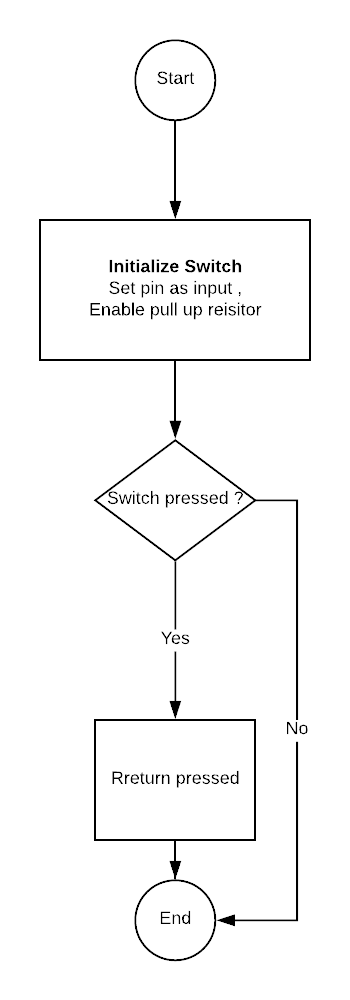 Start
Initialize Switch
Set pin as input ,
Enable pull up reisitor
Switch pressed ?
Yes
No
Rreturn pressed
End